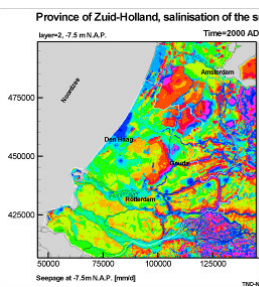 Province of Zuid-Holland, salinisation of the s
layer=2, -7.5 m N.A.P.
Time=2000 AD
Noordzee
Amsterdam
475000
Den Haag
450000
Gouda
Rotterdam
425000
50000
75000
100000
125000
Seepage at -7.5m N.A.P. [mm/d]
TNO-N